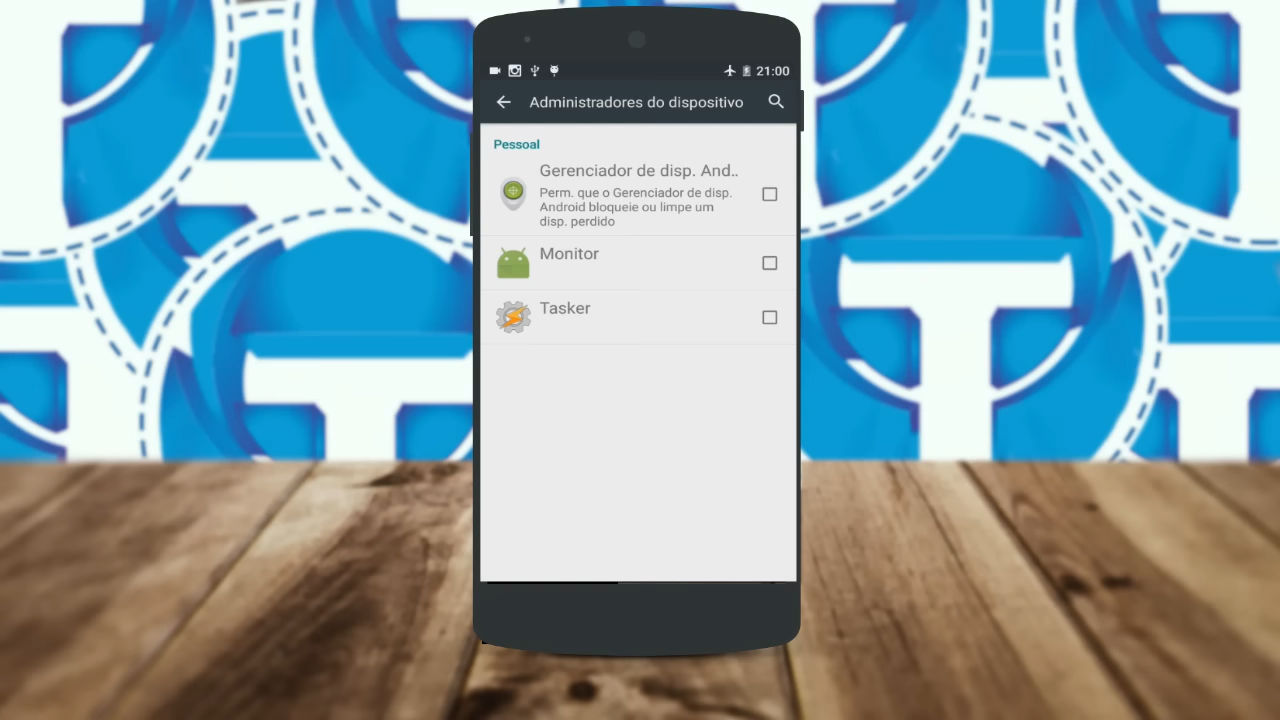 21:00
Administradores do dispositivo
Pessoal
Gerenciador de disp. And..
Perm. que o Gerenciador de disp.
Android bloqueie ou limpe um
disp. perdido
Monitor
Tasker